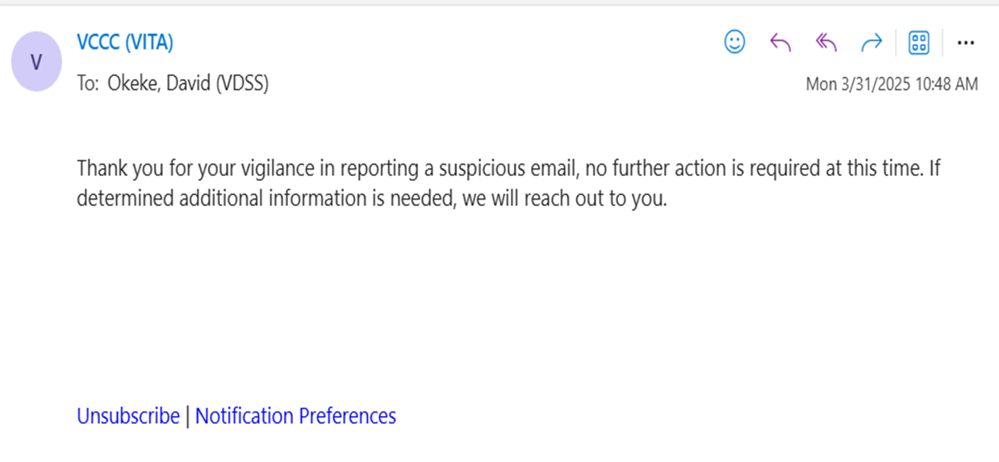 V
VCCC (VITA)
To: Okeke, David (VDSS)
Mon 3/31/2025 10:48 AM
Thank you for your vigilance in reporting a suspicious email, no further action is required at this time. If
determined additional information is needed, we will reach out to you.
Unsubscribe | Notification Preferences